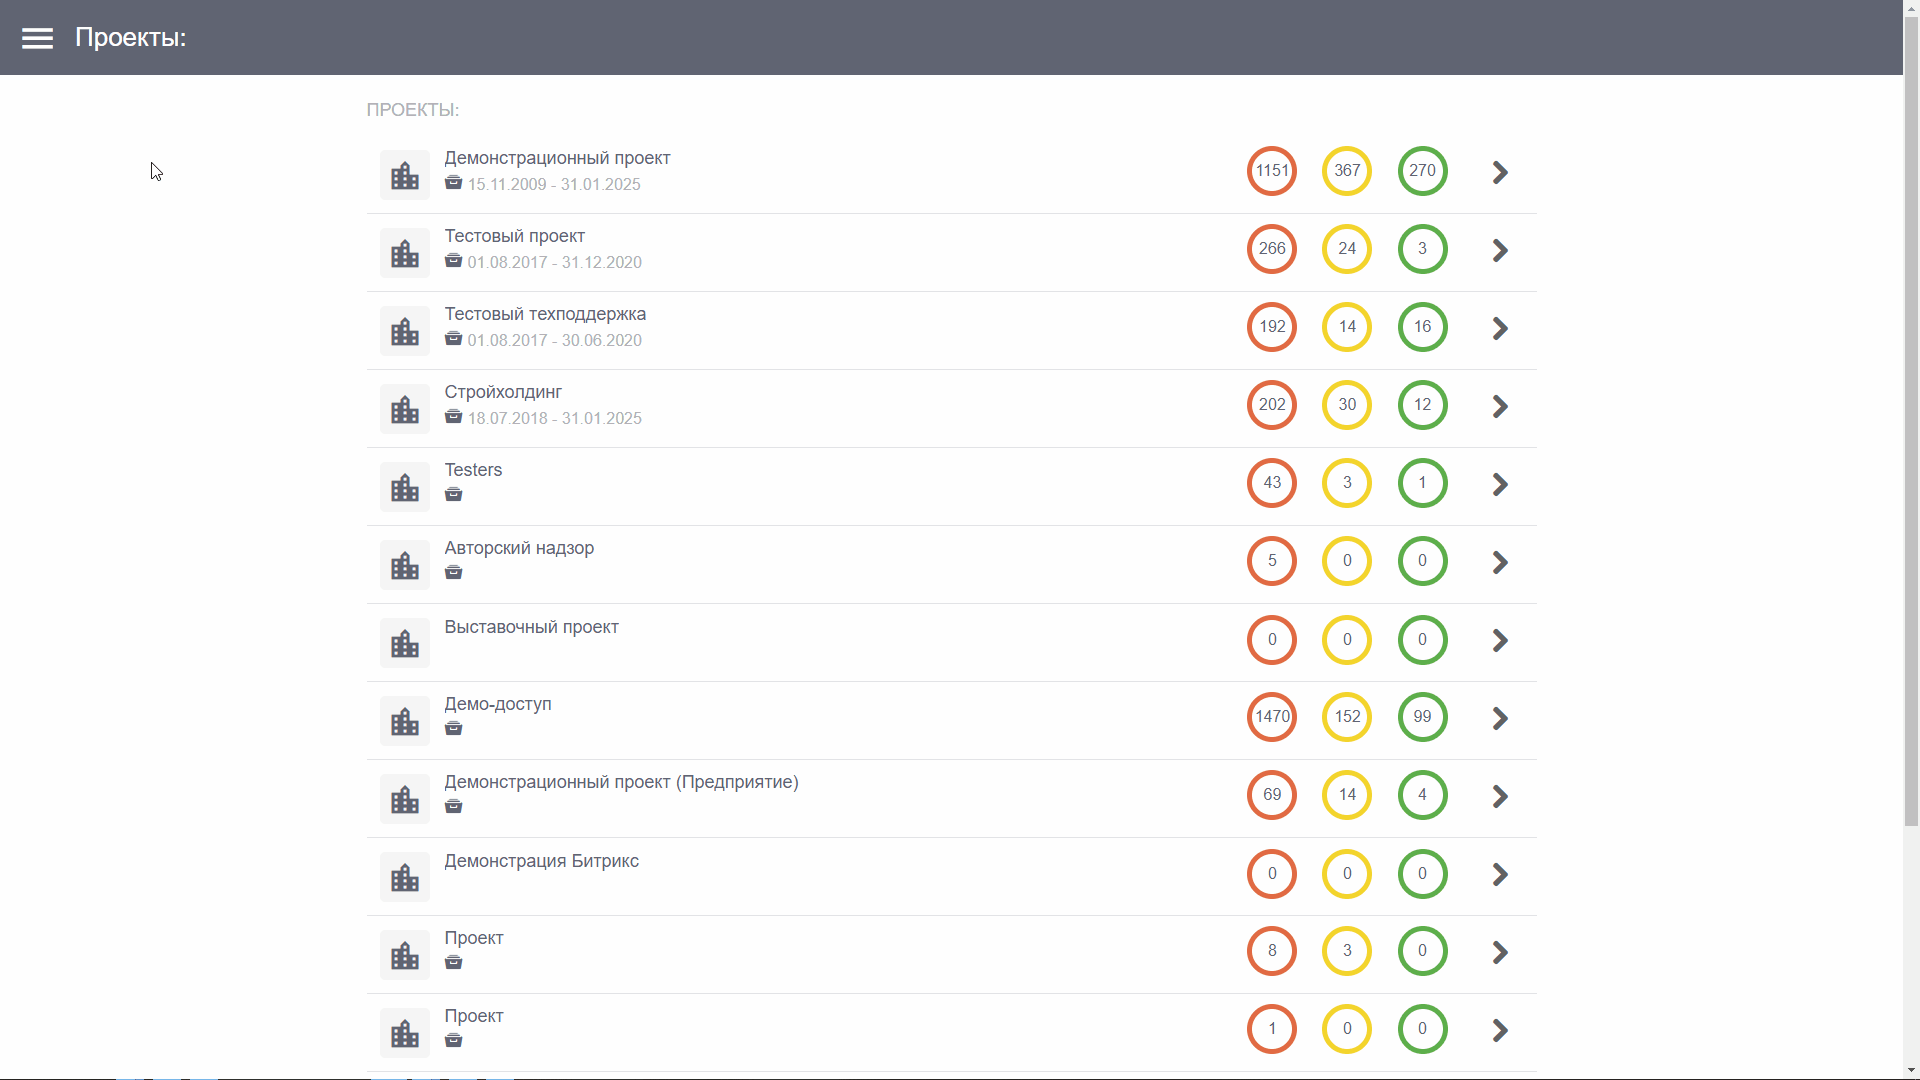 Проекты:
ПРОЕКТЫ:
Демонстрационный проект
15.11.2009 - 31.01.2025
1151 367 270
Тестовый проект
01.08.2017 - 31.12.2020
266 24 3
Тестовый техподдержка
01.08.2017 - 30.06.2020
192 14 16
Стройхолдинг
18.07.2018 - 31.01.2025
202 30 12
Testers
43 3 1
Авторский надзор
5 0 0
Выставочный проект
0 0 0
Демо-доступ
1470 152 99
Демонстрационный проект (Предприятие)
69 14 4
Демонстрация Битрикс
0 0 0
Проект
8 3 0
Проект
1 0 0